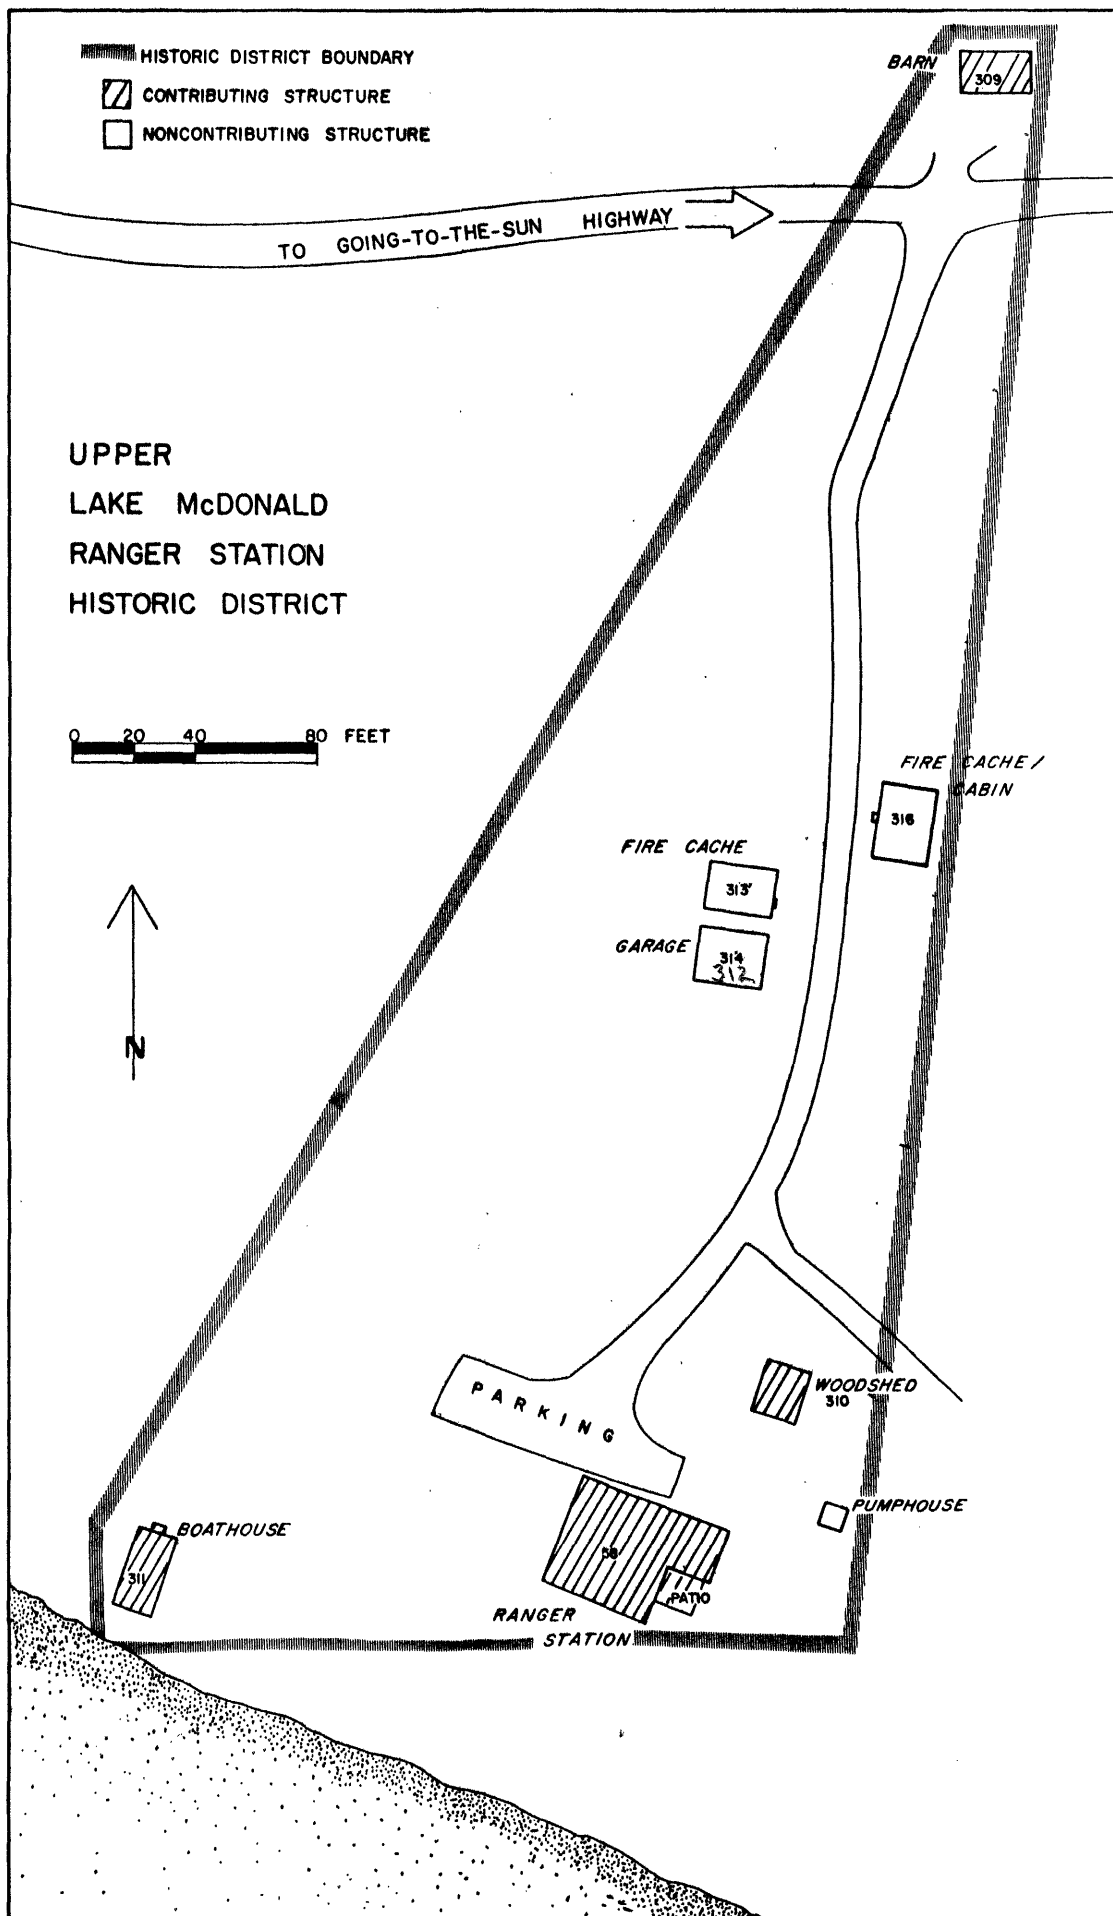 HISTORIC DISTRICT BOUNDARY
CONTRIBUTING STRUCTURE
NONCONTRIBUTING STRUCTURE
BARN
309
TO GOING-TO-THE-SUN HIGHWAY
UPPER
LAKE McDONALD
RANGER STATION
HISTORIC DISTRICT
0 20 40 80 FEET
FIRE CACHE/
CABIN
316
FIRE CACHE
313
GARAGE
314
312
N
PARKING
WOODSHED
310
PUMPHOUSE
BOATHOUSE
311
PATIO
RANGER
STATION